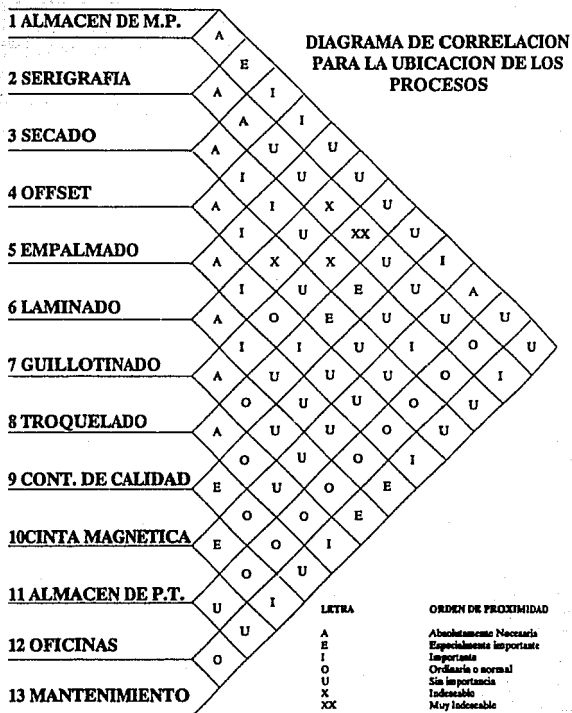 1 ALMACEN DE M.P.
A
DIAGRAMA DE CORRELACION
PARA LA UBICACION DE LOS
PROCESOS
E
2 SERIGRAFIA
A I
A I
3 SECADO
A U U
I U U
4 OFFSET
A I X U
I U XX U
5 EMPALMADO
A X X U I
I U E U A
6 LAMINADO
A O E U U U
I I U I O U
7 GUILLOTINADO
A U U U O I
O U U O U
8 TROQUELADO
A U U O U
O U O I
9 CONT. DE CALIDAD
E U O E
O O E
10CINTA MAGNETICA
E O I
O U
11 ALMACEN DE P.T.
U I
U
12 OFICINAS
O
13 MANTENIMIENTO
LETRA ORDEN DE PROXIMIDAD
A Absolutamente Necesaria
E Especialmente importante
I Importante
O Ordinaria o normal
U Sin importancia
X Indeseable
XX Muy Indeseable